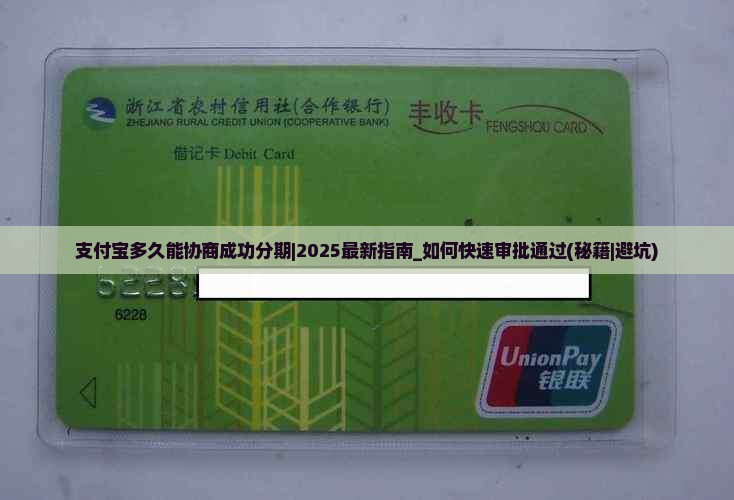 浙江省农村信用社(合作银行)
ZHEJIANG RURAL CREDIT UNION (COOPERATIVE BANK)
丰收卡
FENGSHOU CARD
借记卡 Debit Card
支付宝多久能协商成功分期|2025最新指南_如何快速审批通过(秘籍|避坑)
6228
6228
UnionPay
银联